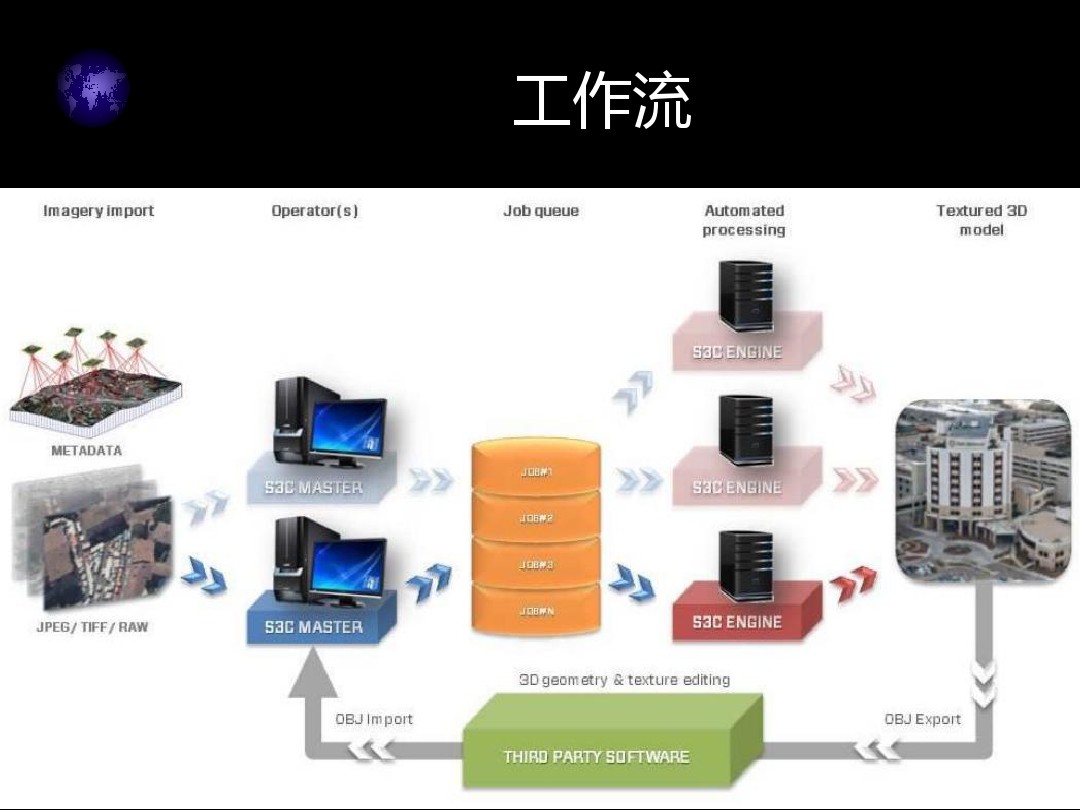 工作流
Imagery import
Operator(s)
Job queue
Automated
processing
Textured 3D
model
S3C ENGINE
METADATA
S3C MASTER
JOB#1
S3C ENGINE
JOB#2
JOB#3
JOB#N
JPEG/ TIFF/ RAW
S3C MASTER
S3C ENGINE
3D geometry & texture editing
OBJ Import
OBJ Export
THIRD PARTY SOFTWARE